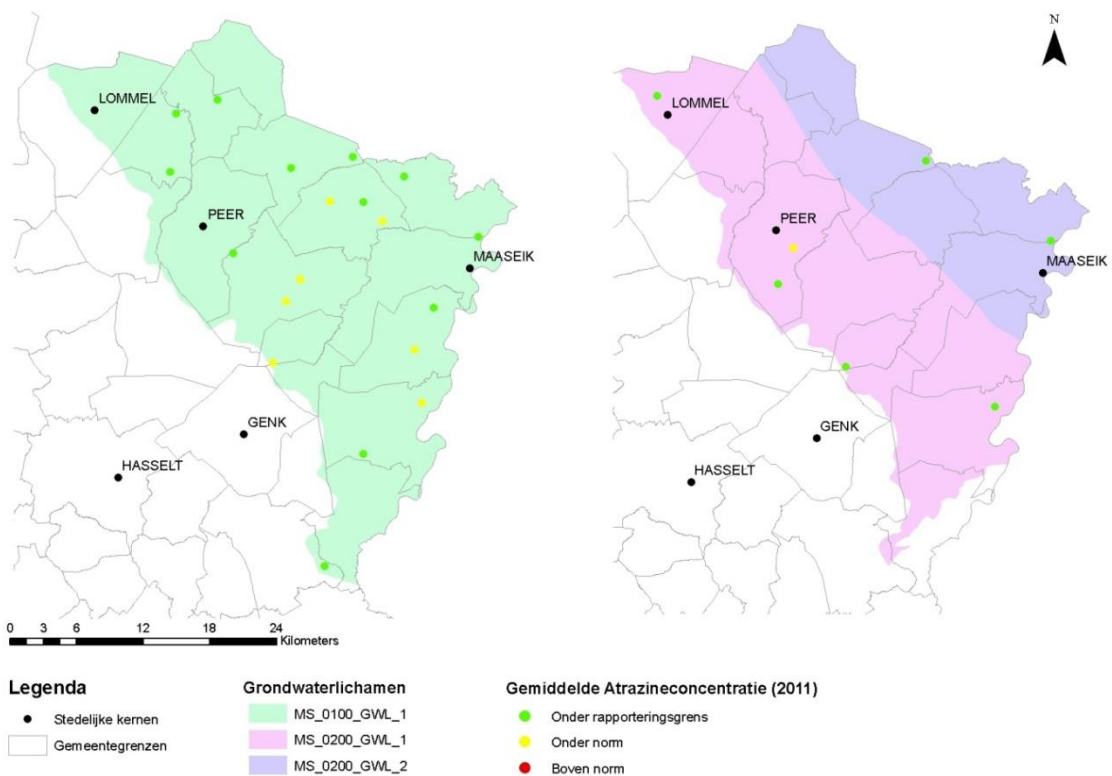 N
LOMMEL
PEER
MAASEIK
GENK
HASSELT
LOMMEL
PEER
MAASEIK
GENK
HASSELT
0 3 6 12 18 24
Kilometers
Legenda
Stedelijke kernen
Gemeentegrenzen
Grondwaterlichamen
MS_0100_GWL_1
MS_0200_GWL_1
MS_0200_GWL_2
Gemiddelde Atrazineconcentratie (2011)
Onder rapporteringsgrens
Onder norm
Boven norm